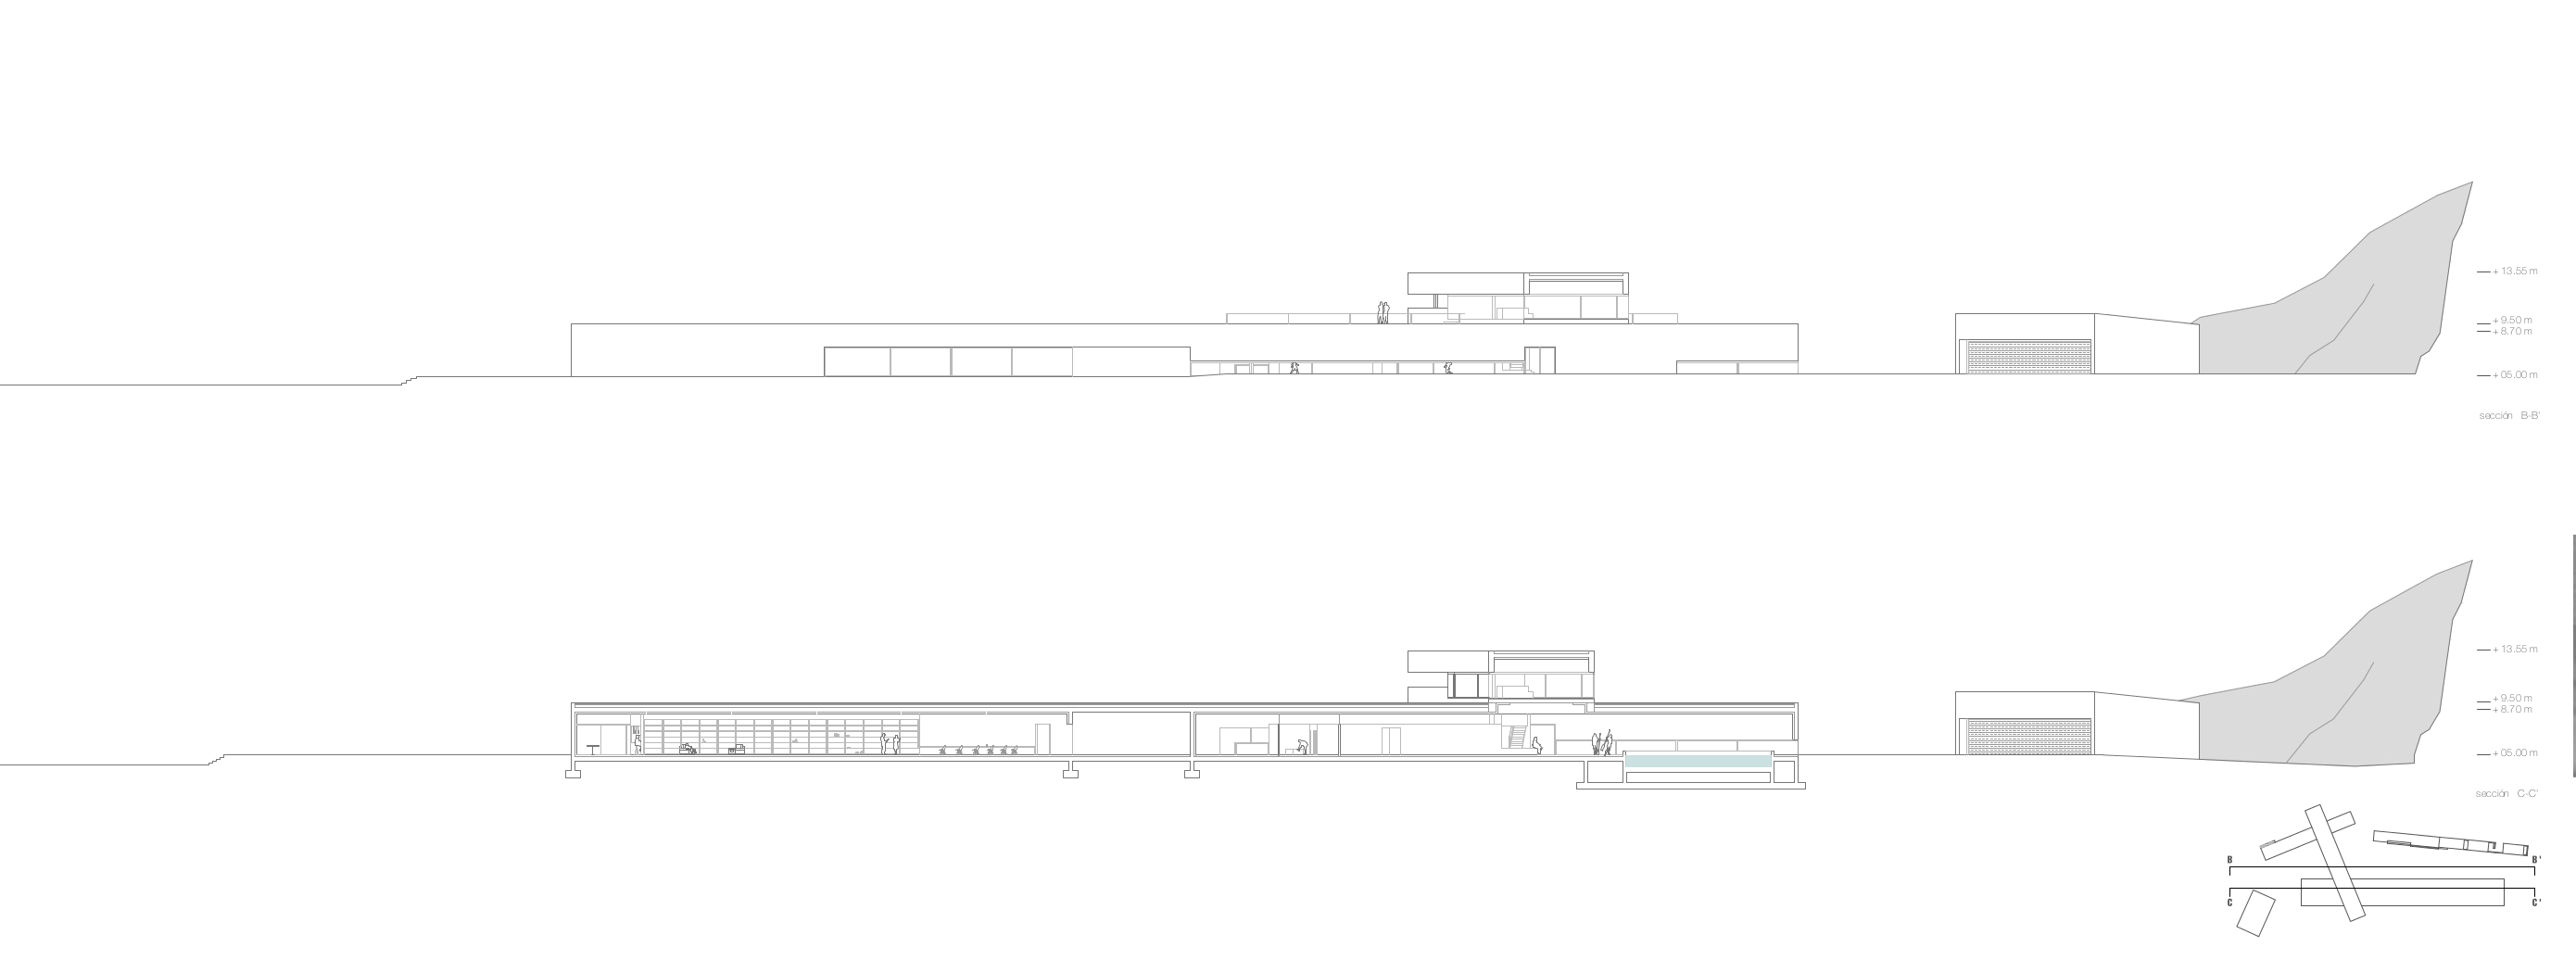 + 13.55 m
+ 9.50 m
+ 8.70 m
+ 05.00 m
sección B-B'
+ 13.55 m
+ 9.50 m
+ 8.70 m
+ 05.00 m
sección C-C'
B B'
C C'